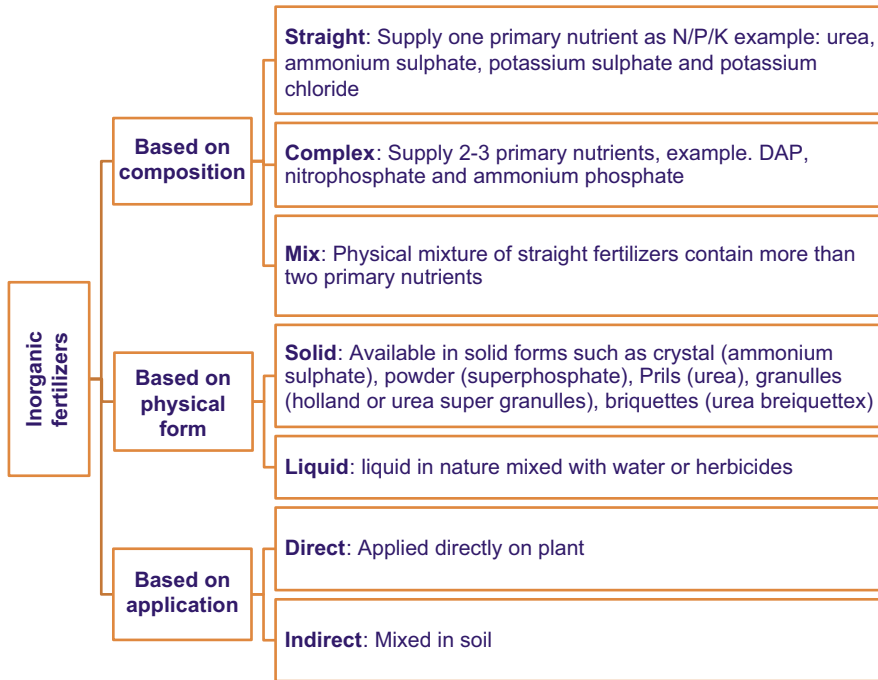 Inorganic
fertilizers
Based on
composition
Straight: Supply one primary nutrient as N/P/K example: urea,
ammonium sulphate, potassium sulphate and potassium
chloride
Complex: Supply 2-3 primary nutrients, example. DAP,
nitrophosphate and ammonium phosphate
Mix: Physical mixture of straight fertilizers contain more than
two primary nutrients
Based on
physical
form
Solid: Available in solid forms such as crystal (ammonium
sulphate), powder (superphosphate), Prils (urea), granulles
(holland or urea super granulles), briquettes (urea breiquettex)
Liquid: liquid in nature mixed with water or herbicides
Based on
application
Direct: Applied directly on plant
Indirect: Mixed in soil